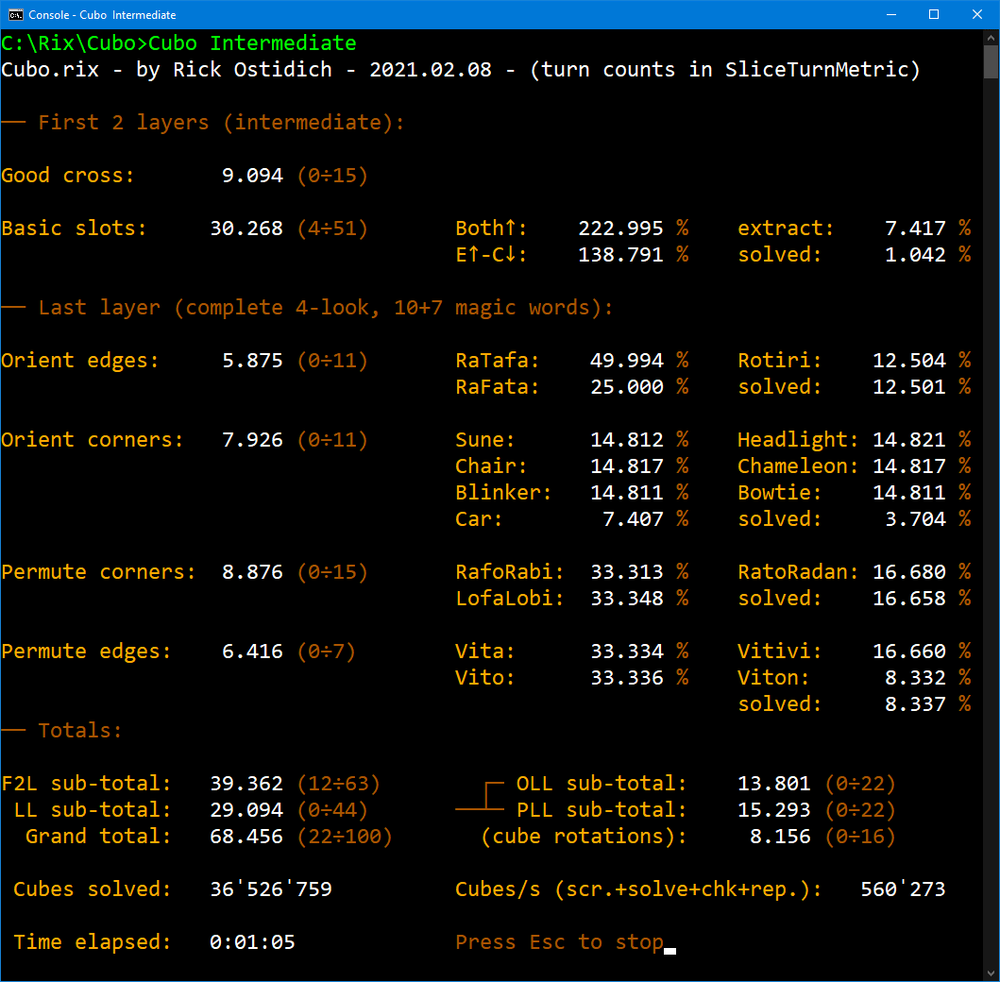 Console - Cubo  Intermediate
C:\Rix\Cubo>Cubo Intermediate
Cubo.rix - by Rick Ostidich - 2021.02.08 - (turn counts in SliceTurnMetric)
── First 2 layers (intermediate):
Good cross: 9.094 (0÷15)
Basic slots: 30.268 (4÷51) Both↑: 222.995 % extract: 7.417 %
E↑-C↓: 138.791 % solved: 1.042 %
── Last layer (complete 4-look, 10+7 magic words):
Orient edges: 5.875 (0÷11) RaTafa: 49.994 % Rotiri: 12.504 %
RaFata: 25.000 % solved: 12.501 %
Orient corners: 7.926 (0÷11) Sune: 14.812 % Headlight: 14.821 %
Chair: 14.817 % Chameleon: 14.817 %
Blinker: 14.811 % Bowtie: 14.811 %
Car: 7.407 % solved: 3.704 %
Permute corners: 8.876 (0÷15) RafoRabi: 33.313 % RatoRadan: 16.680 %
LofaLobi: 33.348 % solved: 16.658 %
Permute edges: 6.416 (0÷7) Vita: 33.334 % Vitivi: 16.660 %
Vito: 33.336 % Viton: 8.332 %
solved: 8.337 %
── Totals:
F2L sub-total: 39.362 (12÷63) ┌─ OLL sub-total: 13.801 (0÷22)
LL sub-total: 29.094 (0÷44) ──┴─ PLL sub-total: 15.293 (0÷22)
Grand total: 68.456 (22÷100) (cube rotations): 8.156 (0÷16)
Cubes solved: 36'526'759 Cubes/s (scr.+solve+chk+rep.): 560'273
Time elapsed: 0:01:05 Press Esc to stop